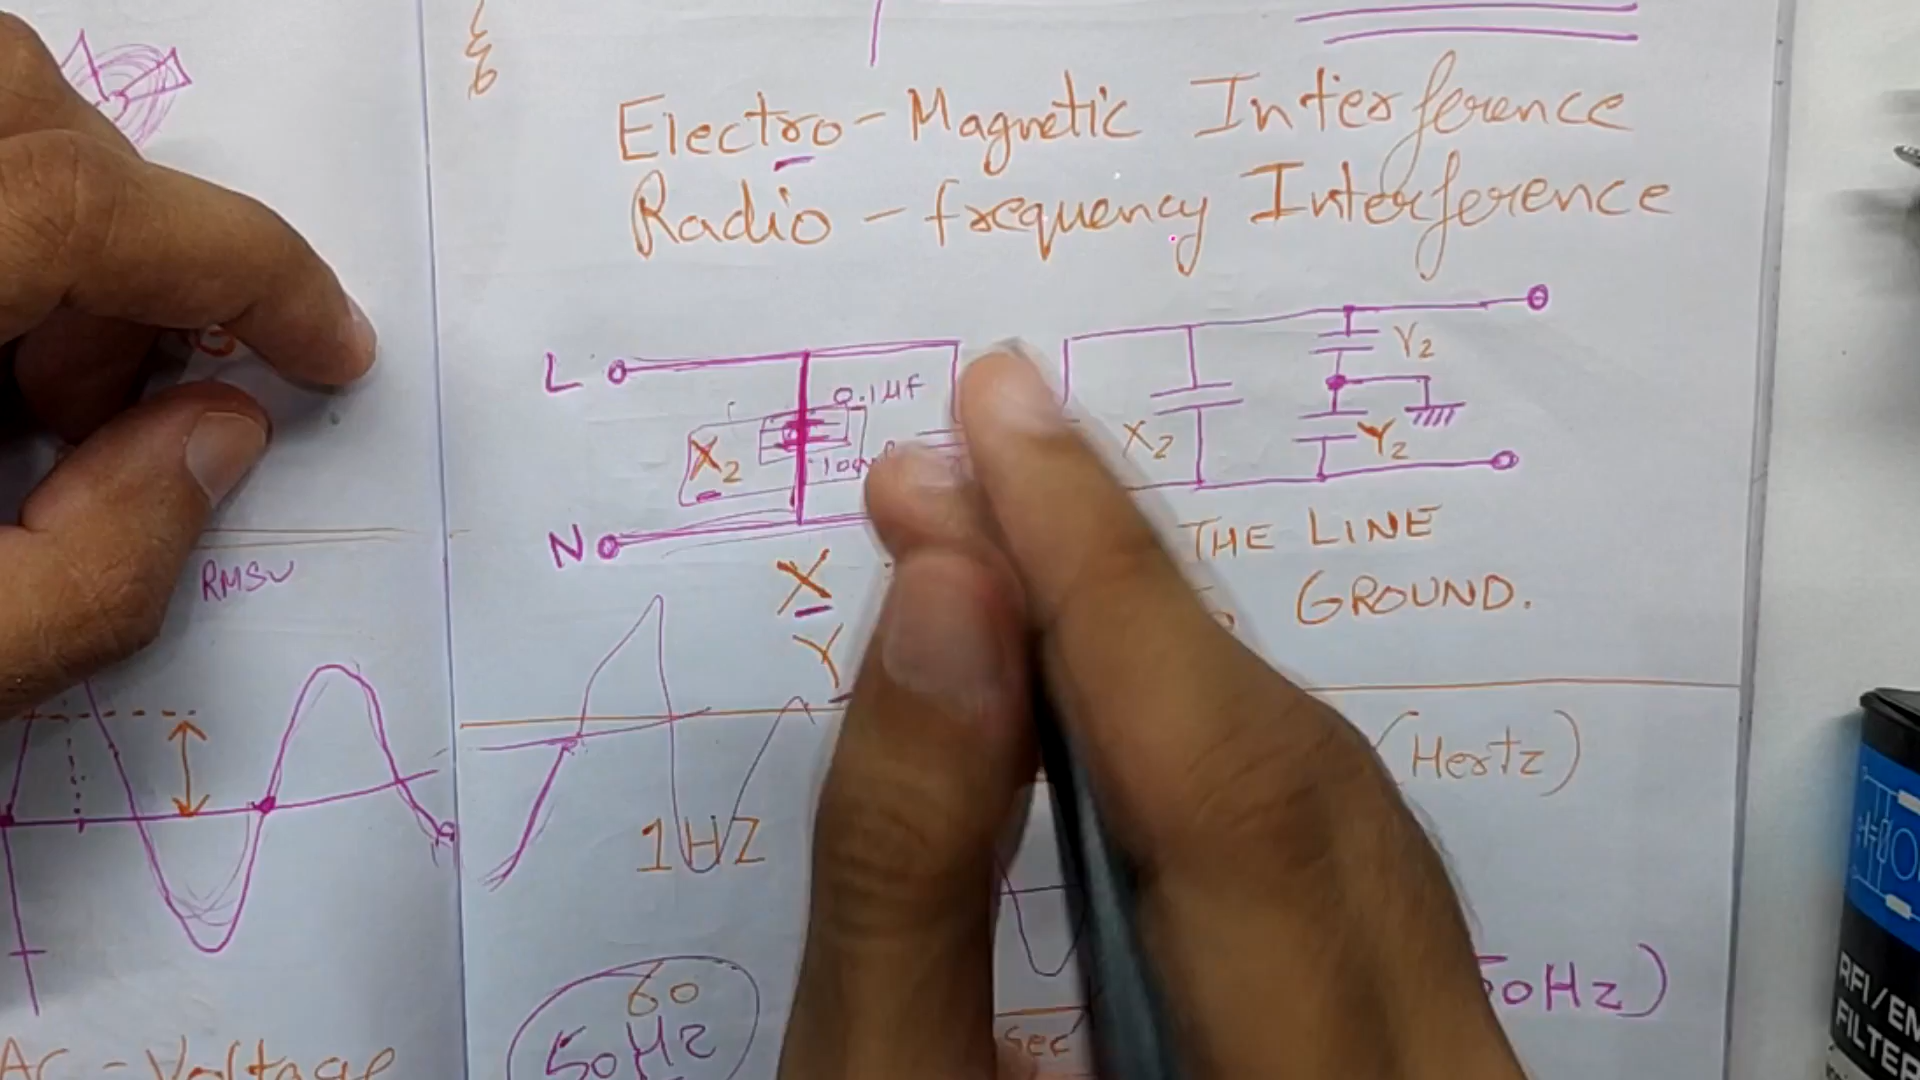 Electro-Magnetic Interference
Radio-frequency Interference
L
0.1µF
X2
N
X2
Y2
Y2
X
THE LINE
Y
GROUND.
RMSV
(Hertz)
1HZ
60
50Hz
50Hz)
Sec
AC-Voltage
RFI/EM
FILTER